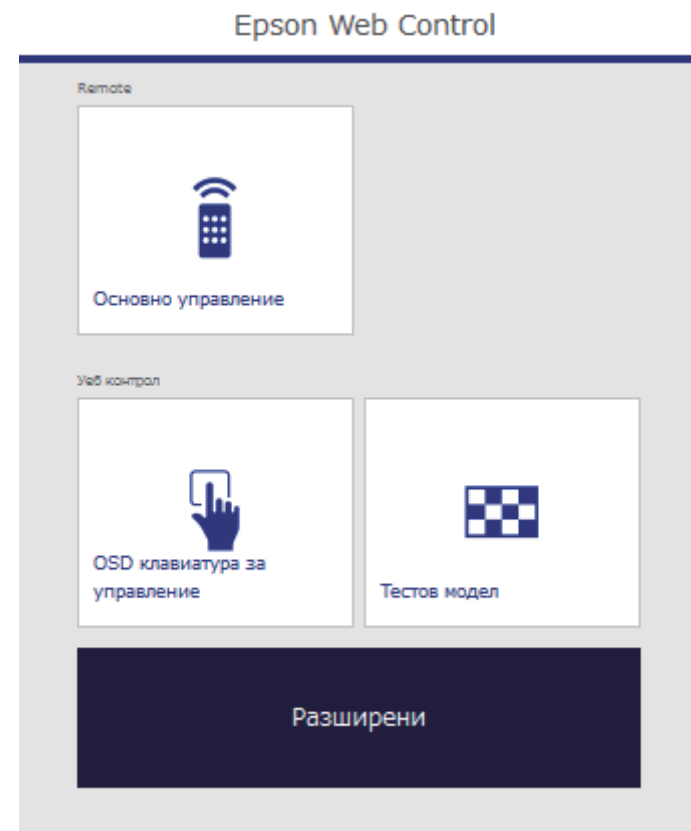 Epson Web Control
Remote
Основно управление
Уеб контрол
OSD клавиатура за
управление
Тестов модел
Разширени